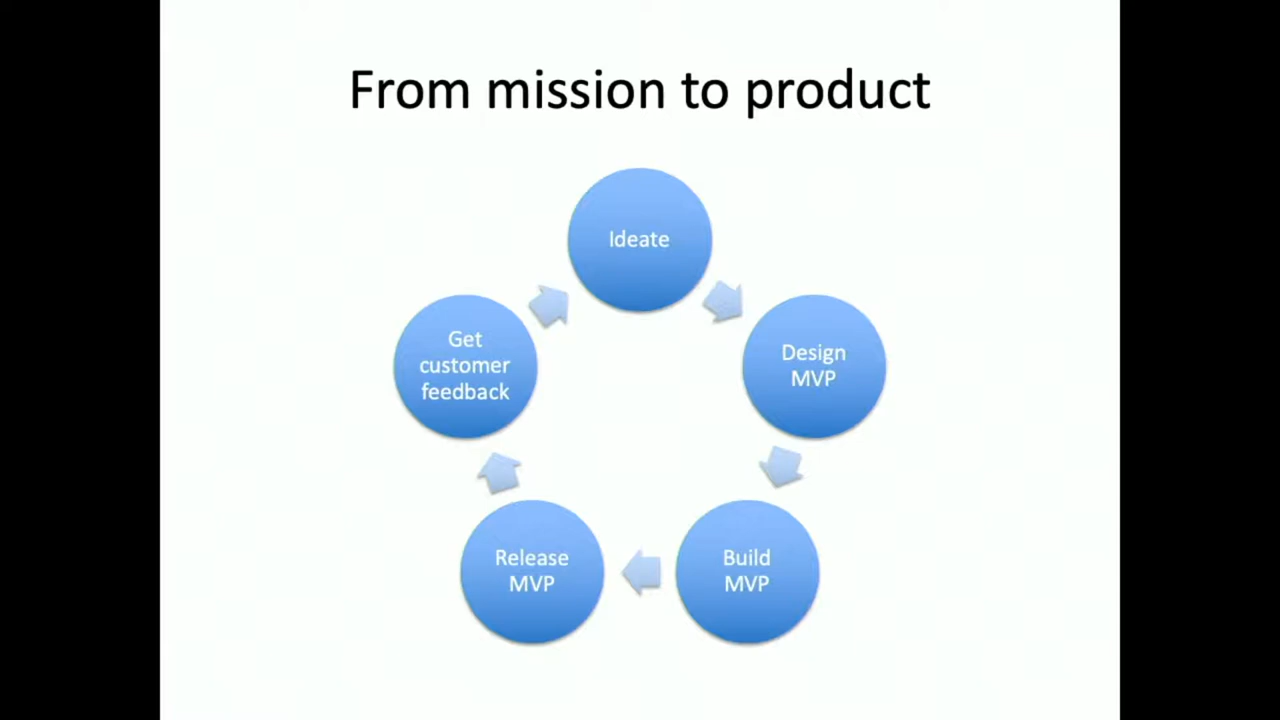 From mission to product
Ideate
Design
MVP
Build
MVP
Release
MVP
Get
customer
feedback